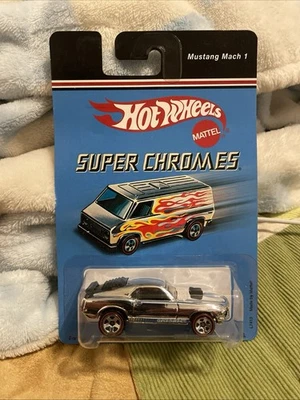 Mustang Mach 1
Hot Wheels
MATTEL
SUPER CHROMES